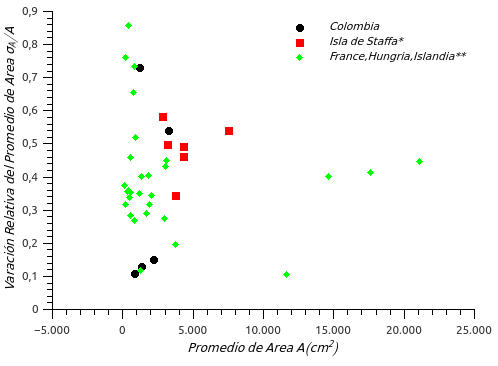 0,9
0,8
0,7
0,6
0,5
0,4
0,3
0,2
0,1
0
Varación Relativa del Promedio de Area σA/A
Colombia
Isla de Staffa*
France,Hungria,Islandia**
−5.000 0 5.000 10.000 15.000 20.000 25.000
Promedio de Area A(cm2)